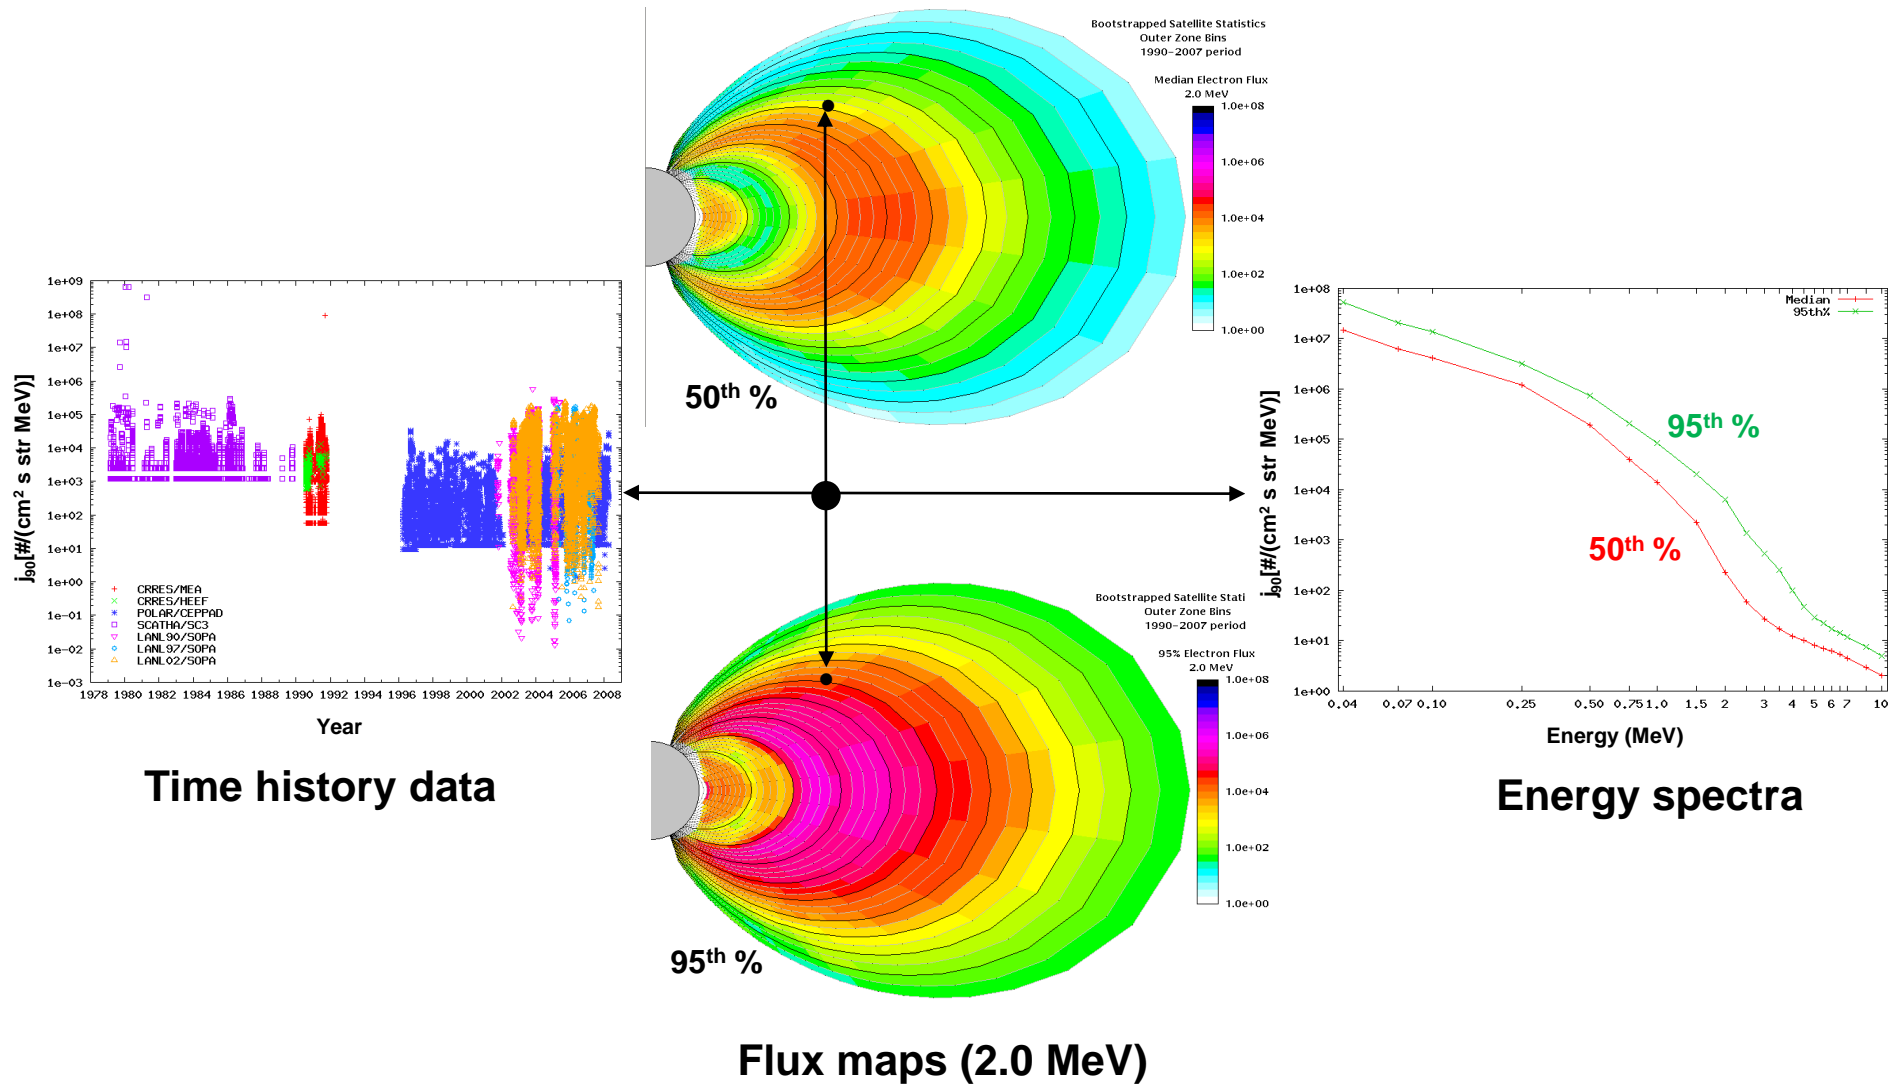 Bootstrapped Satellite Statistics
Outer Zone Bins
1990-2007 period
Median Electron Flux
2.0 MeV
1.0e+08
1.0e+06
1.0e+04
1.0e+02
1.0e+00
50th %
1e+09
1e+08
1e+07
1e+06
1e+05
1e+04
1e+03
1e+02
1e+01
1e+00
1e-01
1e-02
1e-03
j90[#/(cm2 s str MeV)]
CRRES/MEA
CRRES/HEEF
POLAR/CEPPAD
SCATHA/SC3
LANL90/SOPA
LANL97/SOPA
LANL02/SOPA
1978 1980 1982 1984 1986 1988 1990 1992 1994 1996 1998 2000 2002 2004 2006 2008
Year
Time history data
Bootstrapped Satellite Stati
Outer Zone Bins
1990-2007 period
95% Electron Flux
2.0 MeV
1.0e+08
1.0e+06
1.0e+04
1.0e+02
1.0e+00
95th %
Flux maps (2.0 MeV)
1e+08
1e+07
1e+06
1e+05
1e+04
1e+03
1e+02
1e+01
1e+00
j90[#/(cm2 s str MeV)]
Median
95th%
95th %
50th %
0.04 0.07 0.10 0.25 0.50 0.75 1.0 1.5 2 3 4 5 6 7 10
Energy (MeV)
Energy spectra